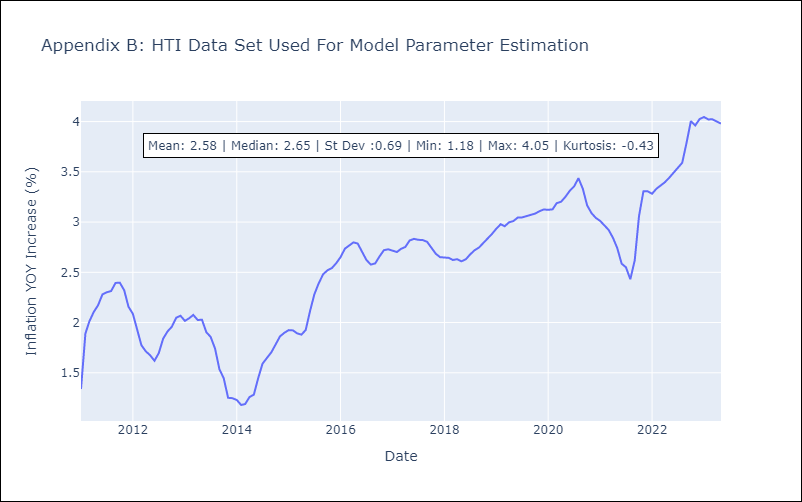 Appendix B: HTI Data Set Used For Model Parameter Estimation
Mean: 2.58 | Median: 2.65 | St Dev :0.69 | Min: 1.18 | Max: 4.05 | Kurtosis: -0.43
Inflation YOY Increase (%)
4
3.5
3
2.5
2
1.5
2012 2014 2016 2018 2020 2022
Date